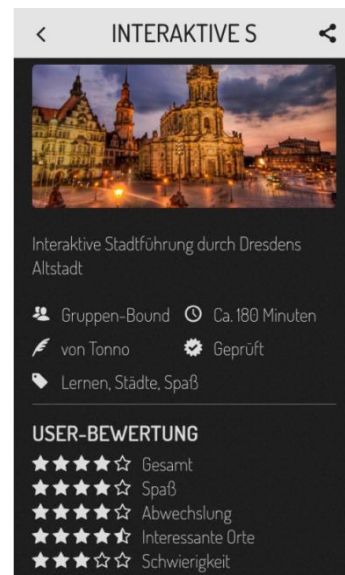 INTERAKTIVE S
Interaktive Stadtführung durch Dresdens
Altstadt
Gruppen-Bound Ca. 180 Minuten
von Tonno Geprüft
Lernen, Städte, Spaß
USER-BEWERTUNG
Gesamt
Spaß
Abwechslung
Interessante Orte
Schwierigkeit